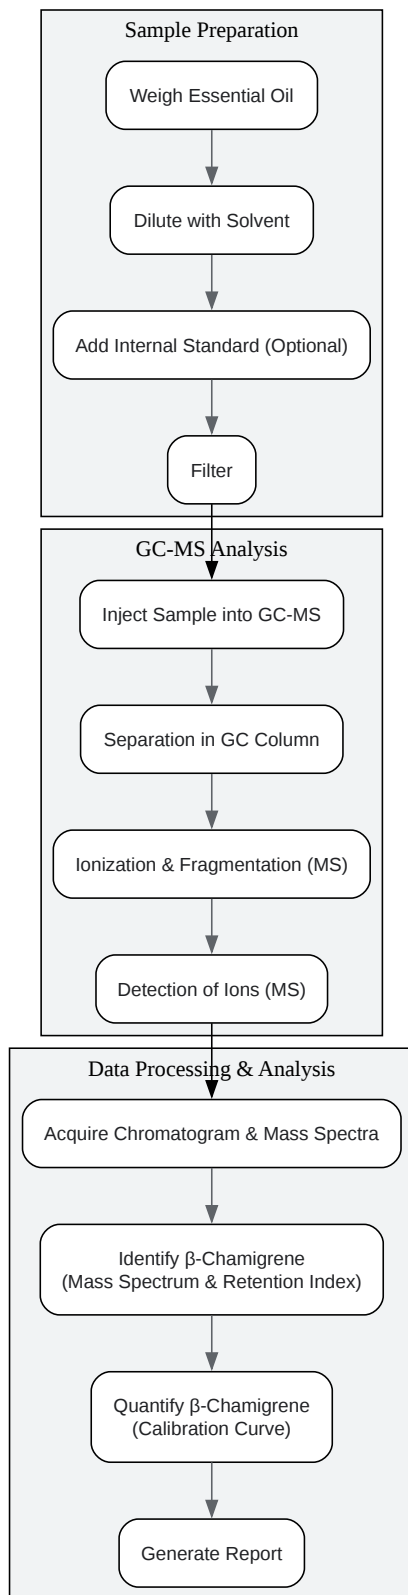 Sample Preparation
Weigh Essential Oil
Dilute with Solvent
Add Internal Standard (Optional)
Filter
GC-MS Analysis
Inject Sample into GC-MS
Separation in GC Column
Ionization & Fragmentation (MS)
Detection of Ions (MS)
Data Processing & Analysis
Acquire Chromatogram & Mass Spectra
Identify β-Chamigrene
(Mass Spectrum & Retention Index)
Quantify β-Chamigrene
(Calibration Curve)
Generate Report